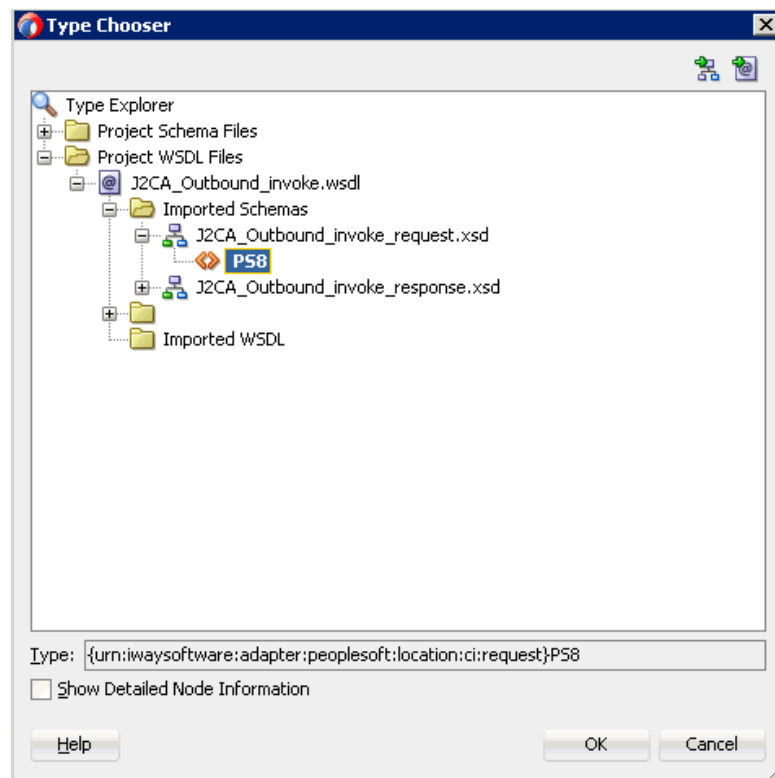 Type Chooser
Type Explorer
Project Schema Files
Project WSDL Files
J2CA_Outbound_invoke.wsdl
Imported Schemas
J2CA_Outbound_invoke_request.xsd
PS8
J2CA_Outbound_invoke_response.xsd
Imported WSDL
Type: {urn:iwaysoftware:adapter:peoplesoft:location:ci:request}PS8
Show Detailed Node Information
Help OK Cancel